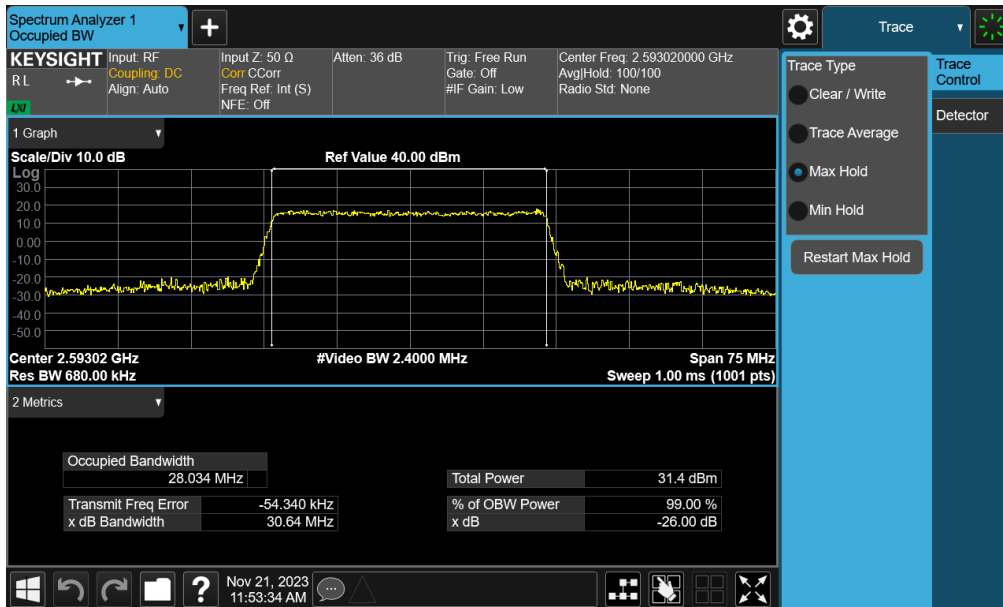 Spectrum Analyzer 1
Occupied BW
+
Trace
KEYSIGHT
R L
LXI
Input: RF
Coupling: DC
Align: Auto
Input Z: 50 Ω
Corr CCorr
Freq Ref: Int (S)
NFE: Off
Atten: 36 dB
Trig: Free Run
Gate: Off
#IF Gain: Low
Center Freq: 2.593020000 GHz
Avg|Hold: 100/100
Radio Std: None
Trace Type
Clear / Write
Trace Average
Max Hold
Min Hold
Restart Max Hold
Trace
Control
Detector
1 Graph
Scale/Div 10.0 dB
Ref Value 40.00 dBm
Log
30.0
20.0
10.0
0.00
-10.0
-20.0
-30.0
-40.0
-50.0
Center 2.59302 GHz
#Video BW 2.4000 MHz
Span 75 MHz
Res BW 680.00 kHz
Sweep 1.00 ms (1001 pts)
2 Metrics
Occupied Bandwidth
28.034 MHz
Total Power 31.4 dBm
Transmit Freq Error -54.340 kHz
% of OBW Power 99.00 %
x dB Bandwidth 30.64 MHz
x dB -26.00 dB
?
Nov 21, 2023
11:53:34 AM